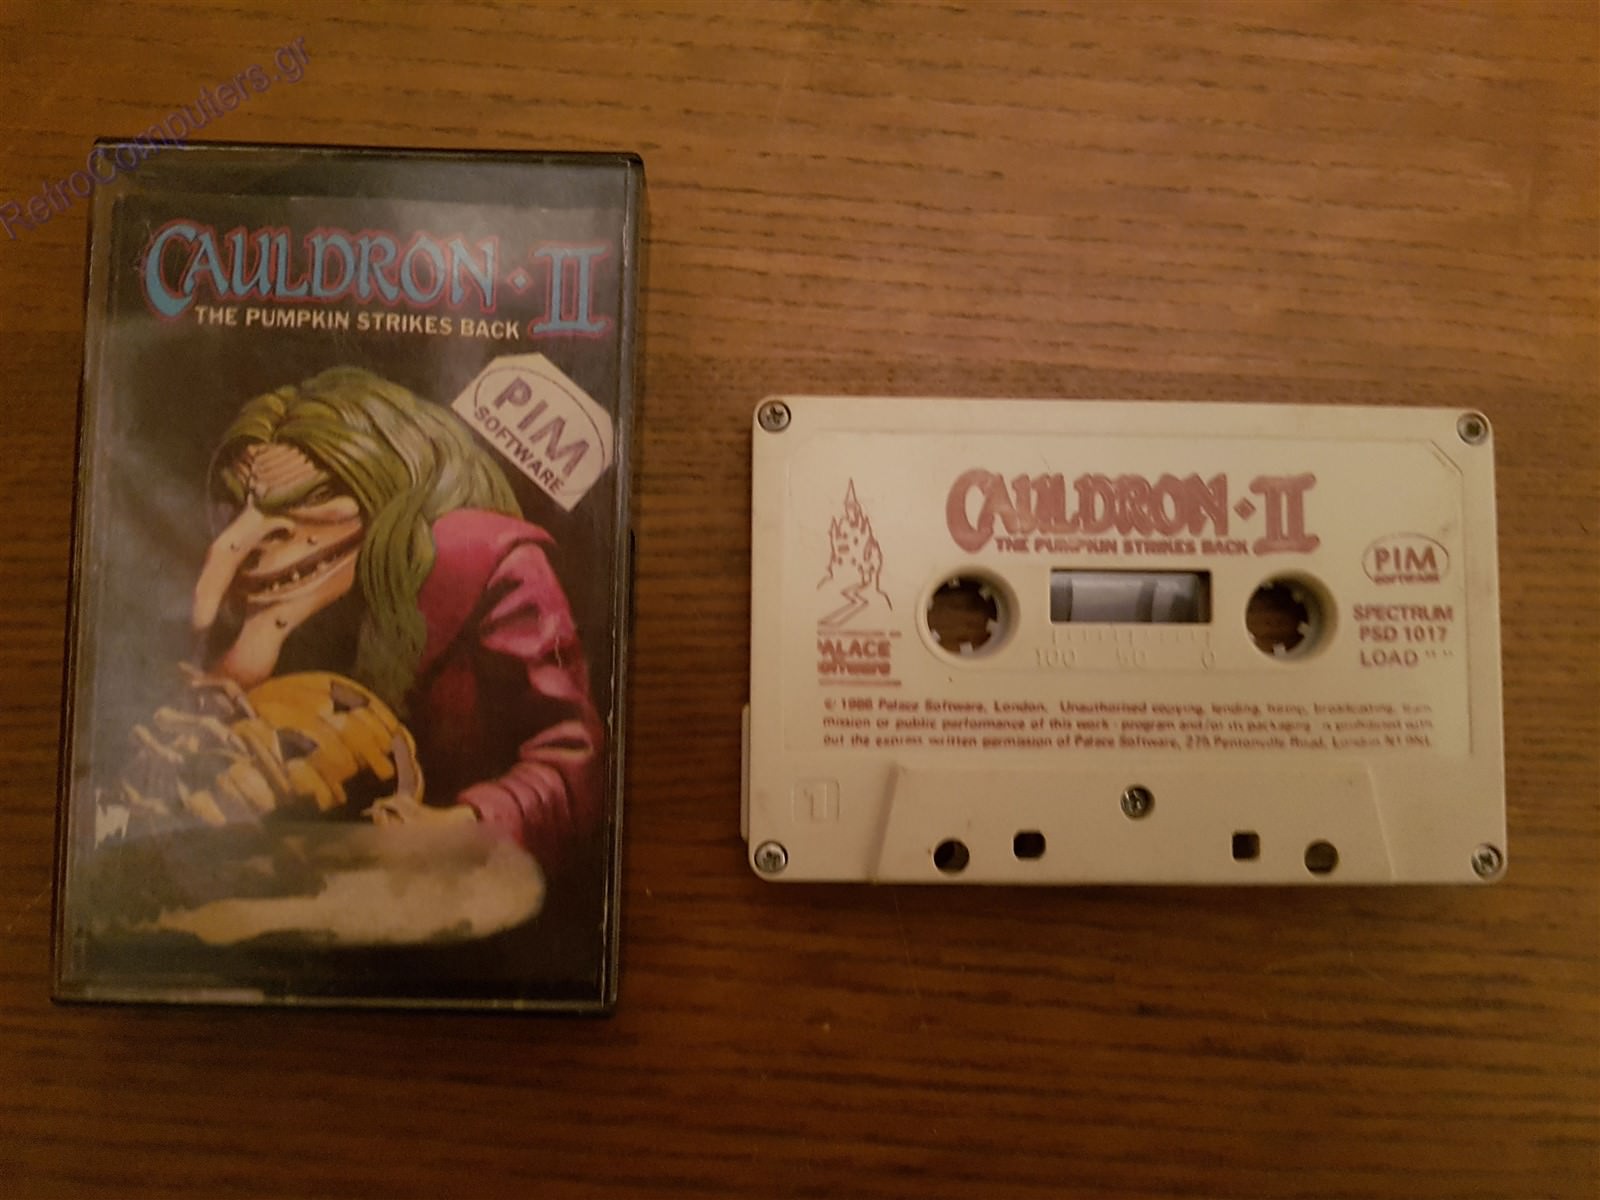 RetroComputers.gr
CAULDRON · II
THE PUMPKIN STRIKES BACK
PIM
SOFTWARE
CAULDRON · II
THE PUMPKIN STRIKES BACK
PIM
SOFTWARE
SPECTRUM
PSD 1017
LOAD " "
PALACE
Software
100 50 0
© 1986 Palace Software, London. Unauthorised copying, lending, hiring, broadcasting, trans
mission or public performance of this work - program and/or its packaging - is prohibited with
out the express written permission of Palace Software, 275 Pentonville Road, London N1 9NL
1